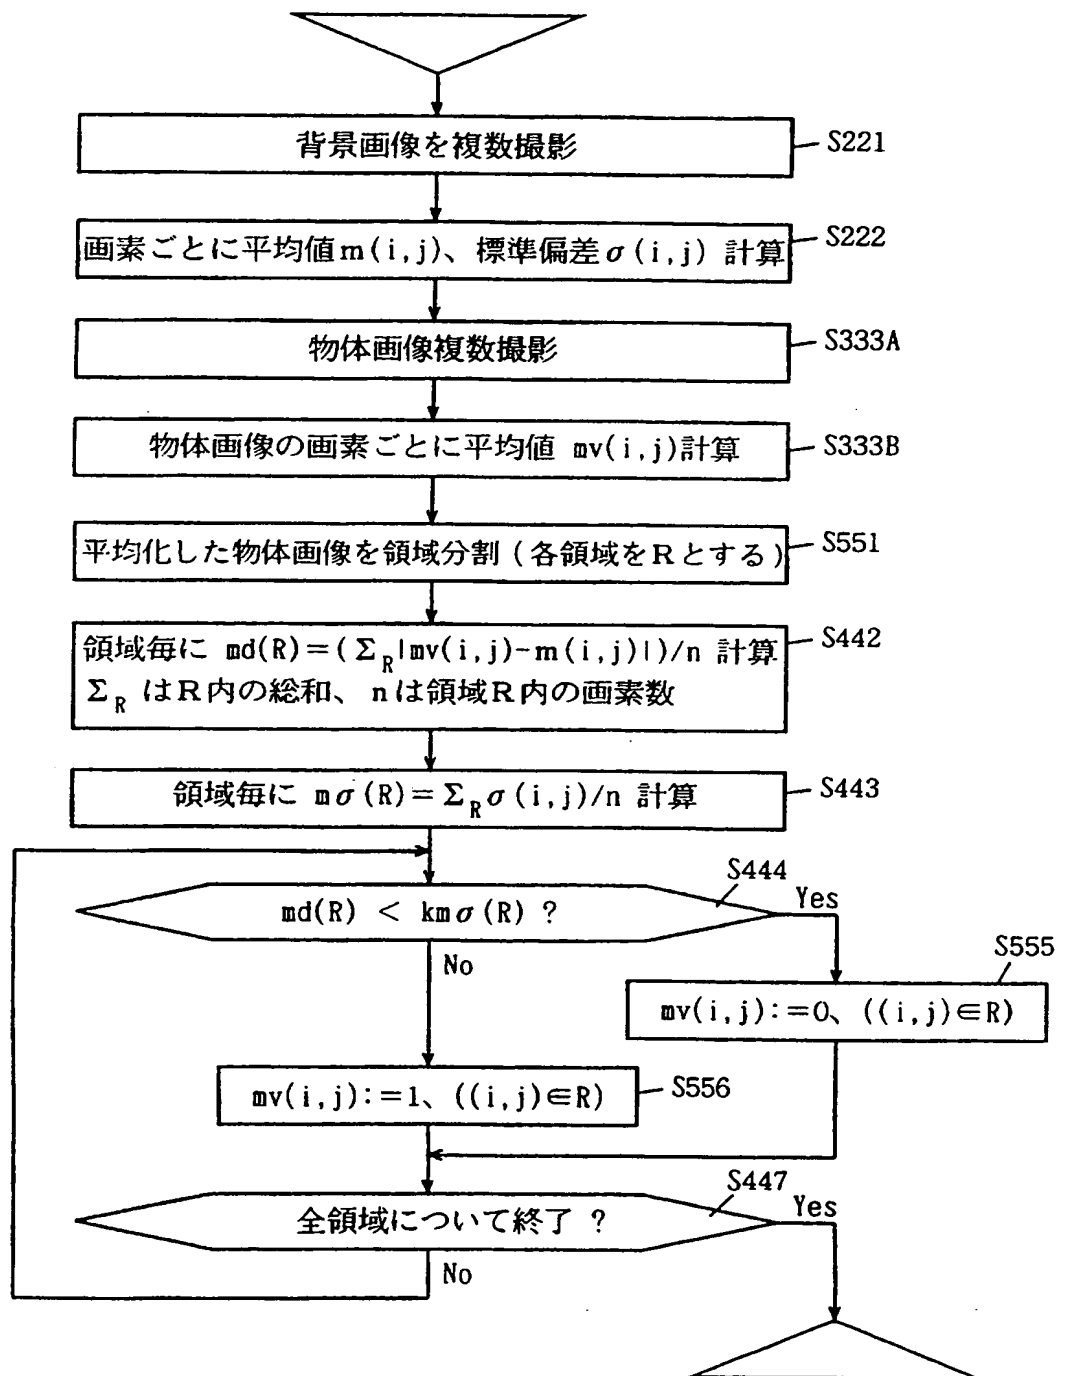 背景画像を複数撮影
S221
画素ごとに平均値m(i,j)、標準偏差σ(i,j) 計算
S222
物体画像複数撮影
S333A
物体画像の画素ごとに平均値 mv(i,j)計算
S333B
平均化した物体画像を領域分割(各領域をRとする)
S551
領域毎に md(R)=(Σ_R|mv(i,j)-m(i,j)|)/n 計算
S442
Σ_R はR内の総和、nは領域R内の画素数
領域毎に mσ(R)=Σ_Rσ(i,j)/n 計算
S443
S444
md(R) < kmσ(R) ?
Yes
No
S555
mv(i,j):=0、((i,j)∈R)
mv(i,j):=1、((i,j)∈R)
S556
S447
全領域について終了 ?
Yes
No